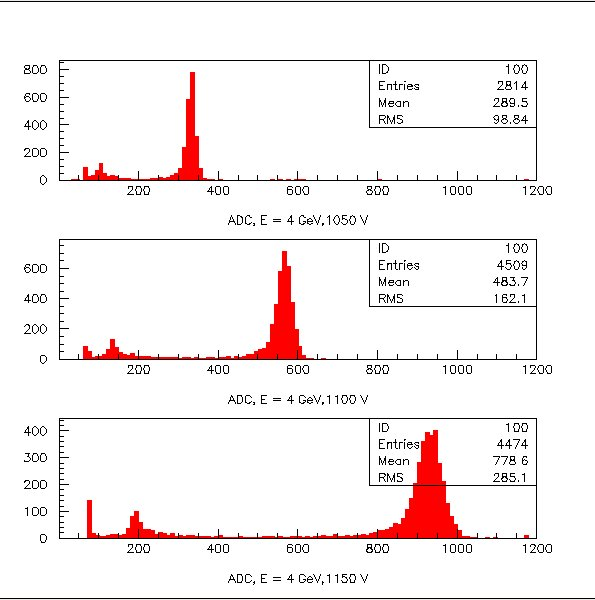 800
600
400
200
0
ID 100
Entries 2814
Mean 289.5
RMS 98.84
200 400 600 800 1000 1200
ADC, E = 4 GeV,1050 V
600
400
200
0
ID 100
Entries 4509
Mean 483.7
RMS 162.1
200 400 600 800 1000 1200
ADC, E = 4 GeV,1100 V
400
300
200
100
0
ID 100
Entries 4474
Mean 778 6
RMS 285.1
200 400 600 800 1000 1200
ADC, E = 4 GeV,1150 V